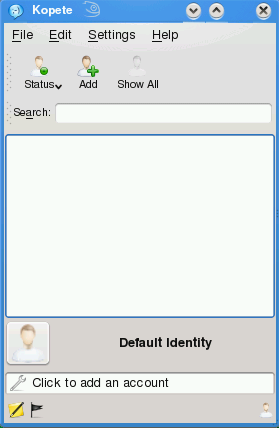 Kopete
File Edit Settings Help
Status Add Show All
Search:
Default Identity
Click to add an account